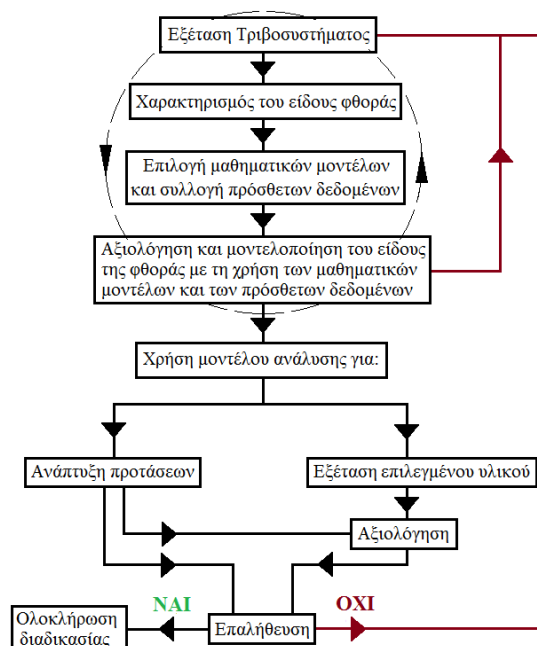 Εξέταση Τριβοσυστήματος
Χαρακτηρισμός του είδους φθοράς
Επιλογή μαθηματικών μοντέλων
και συλλογή πρόσθετων δεδομένων
Αξιολόγηση και μοντελοποίηση του είδους
της φθοράς με τη χρήση των μαθηματικών
μοντέλων και των πρόσθετων δεδομένων
Χρήση μοντέλου ανάλυσης για:
Ανάπτυξη προτάσεων
Εξέταση επιλεγμένου υλικού
Αξιολόγηση
ΝΑΙ
ΟΧΙ
Ολοκλήρωση
διαδικασίας
Επαλήθευση